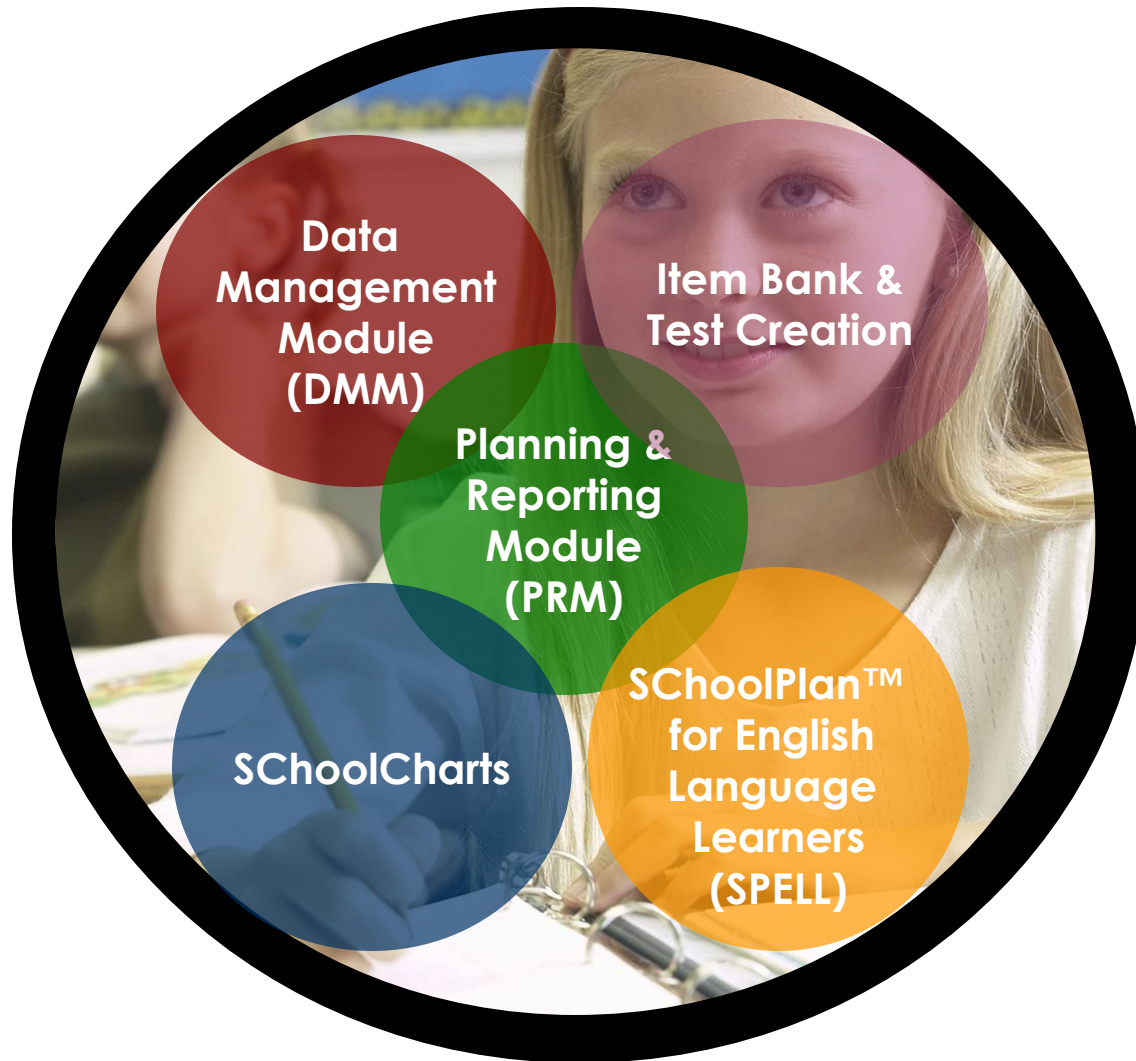 Data
Management
Module
(DMM)
Item Bank &
Test Creation
Planning &
Reporting
Module
(PRM)
SChoolCharts
SChoolPlan™
for English
Language
Learners
(SPELL)